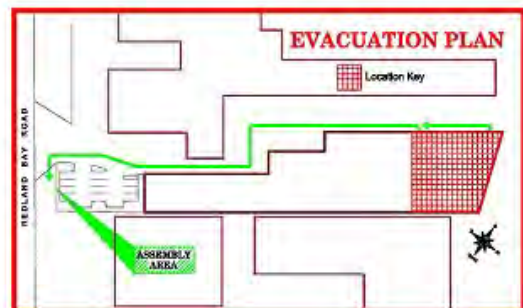 EVACUATION PLAN
Location Key
REDLAND BAY ROAD
ASSEMBLY
AREA